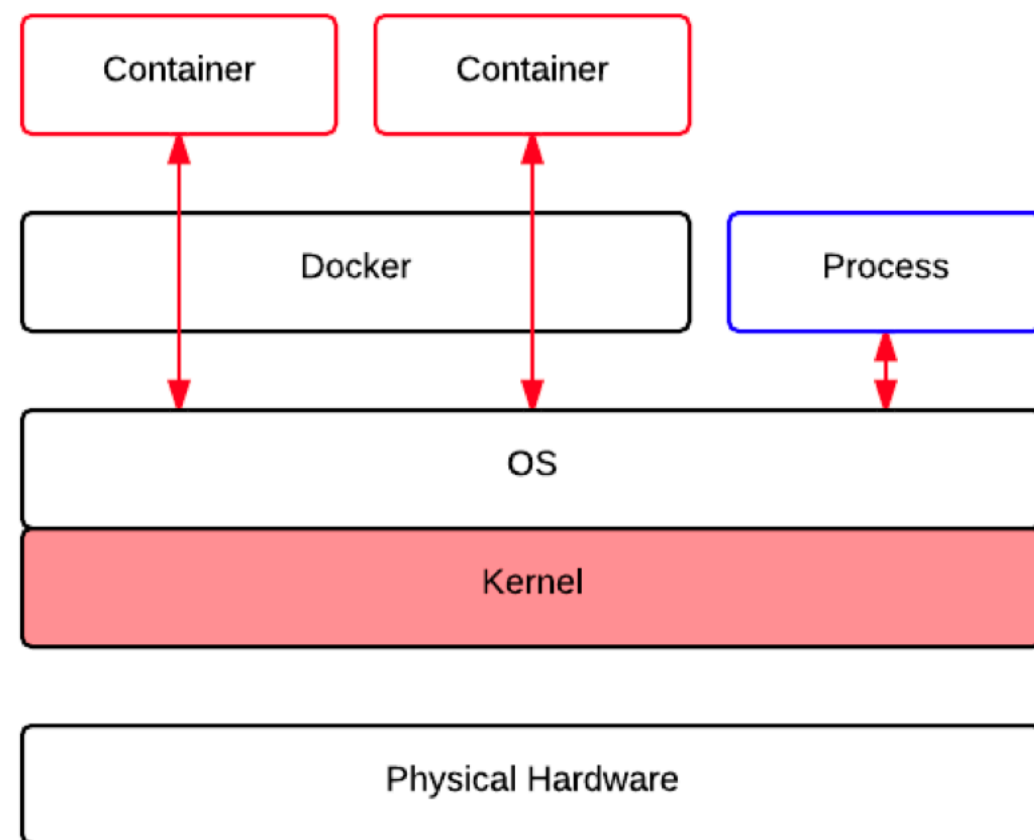 Container
Container
Docker
Process
OS
Kernel
Physical Hardware